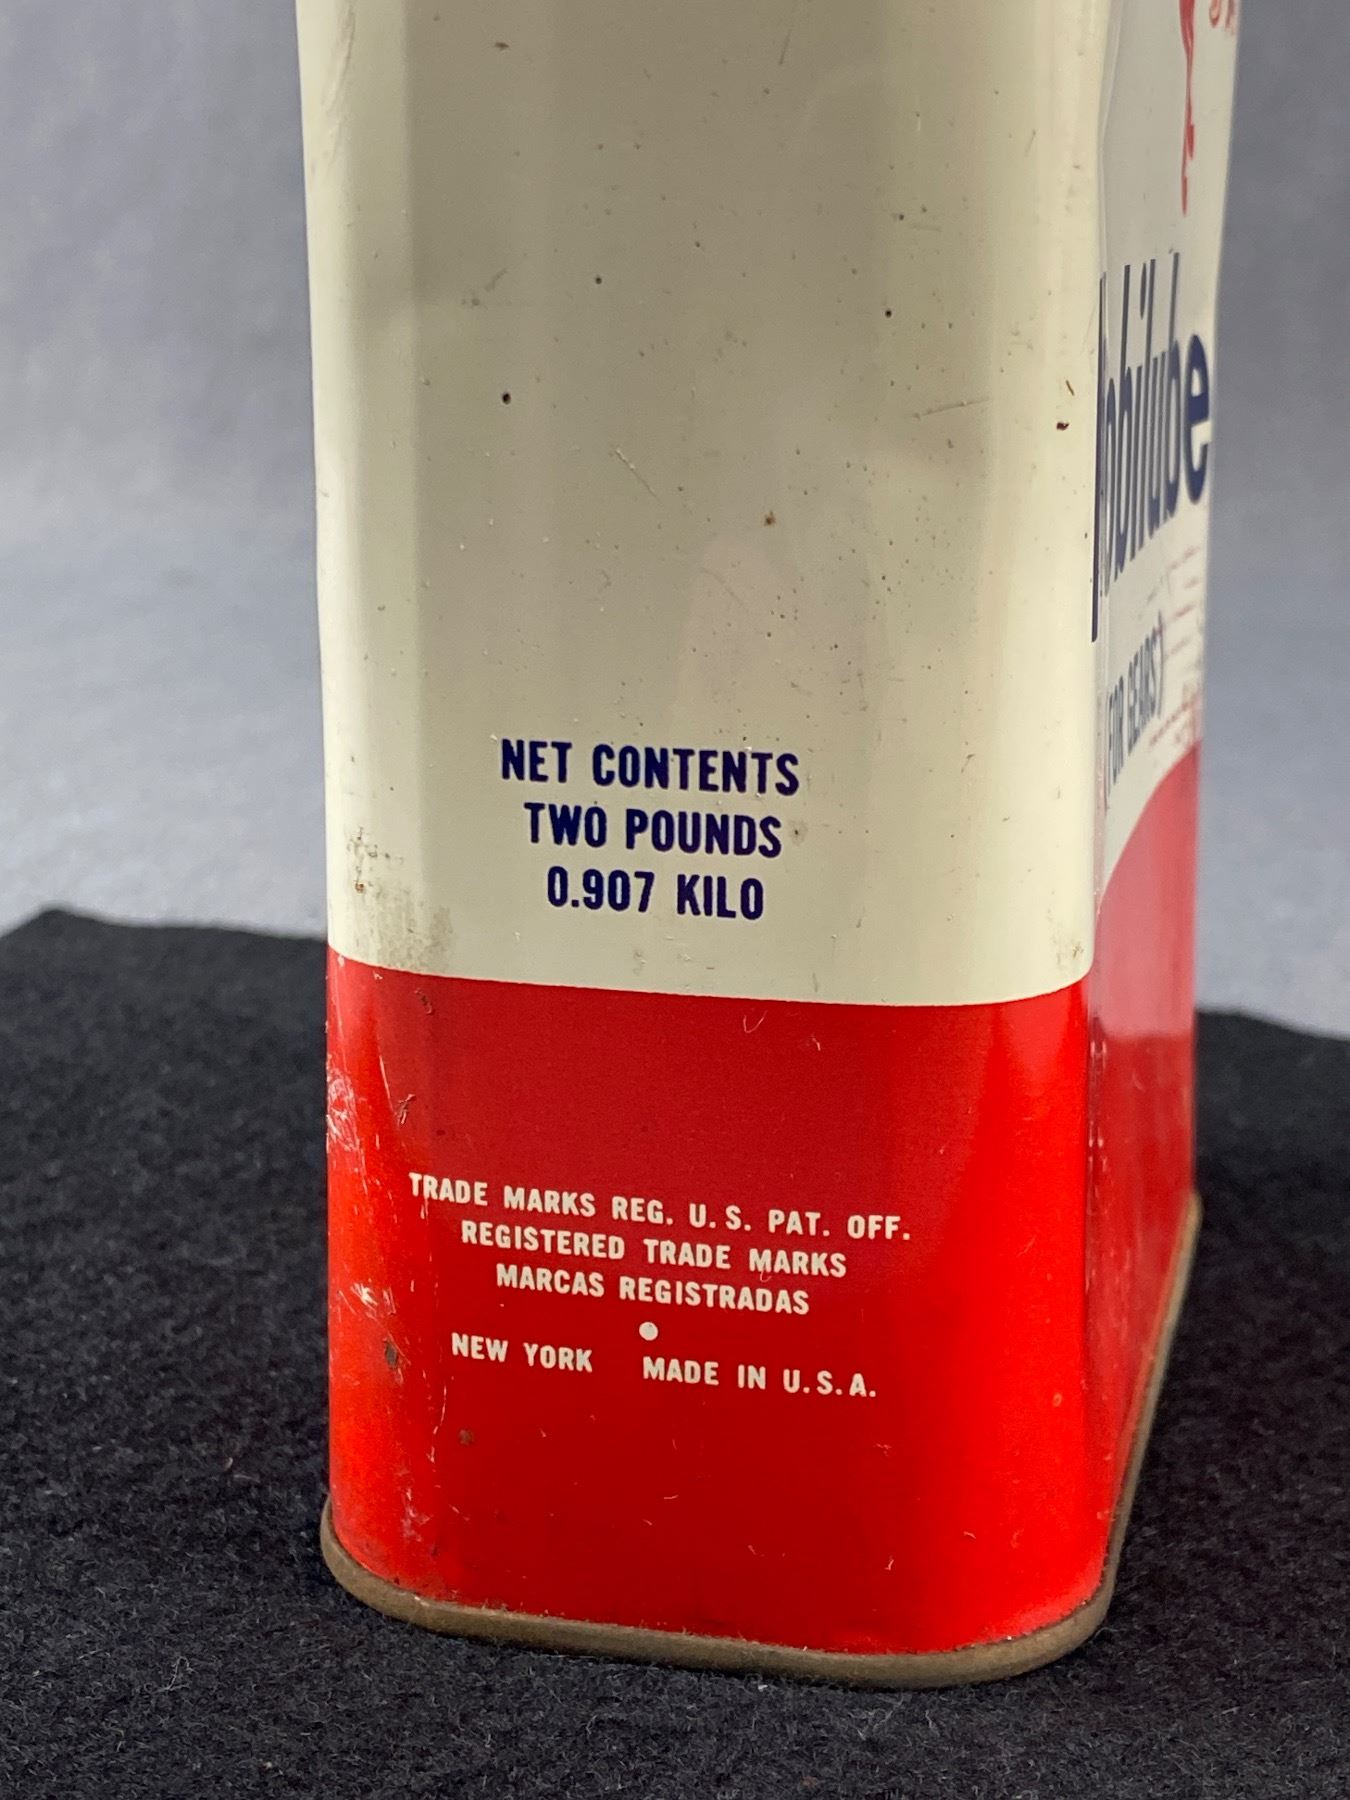 NET CONTENTS
TWO POUNDS
0.907 KILO
TRADE MARKS REG. U.S. PAT. OFF.
REGISTERED TRADE MARKS
MARCAS REGISTRADAS
NEW YORK MADE IN U.S.A.
Mobilube
(FOR GEARS)